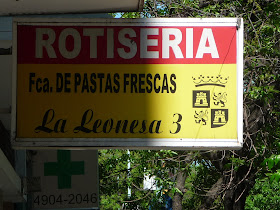 ROTISERIA
Fca. DE PASTAS FRESCAS
La Leonesa 3
4904-2046